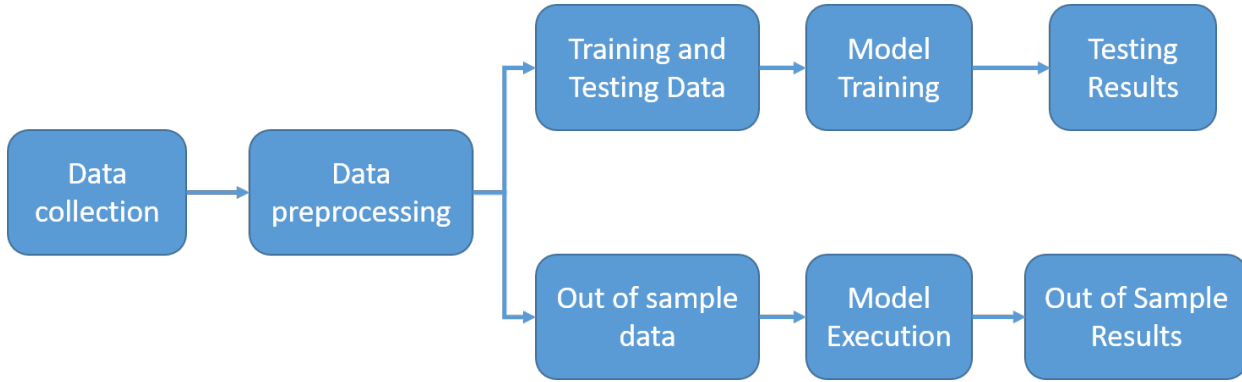 Data
collection
Data
preprocessing
Training and
Testing Data
Model
Training
Testing
Results
Out of sample
data
Model
Execution
Out of Sample
Results